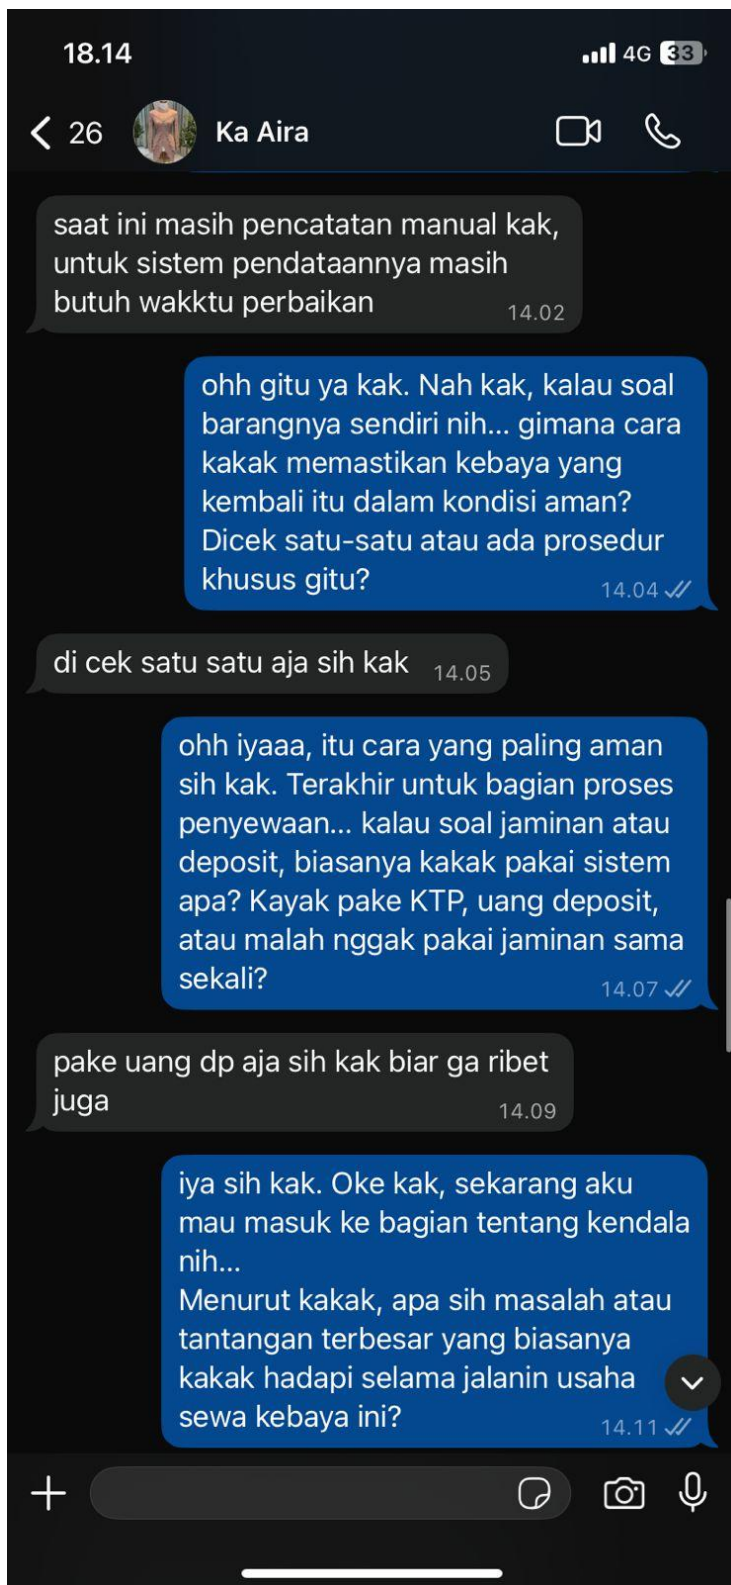 18.14
4G 33
26 Ka Aira
saat ini masih pencatatan manual kak,
untuk sistem pendataannya masih
butuh wakktu perbaikan 14.02
ohh gitu ya kak. Nah kak, kalau soal
barangnya sendiri nih... gimana cara
kakak memastikan kebaya yang
kembali itu dalam kondisi aman?
Dicek satu-satu atau ada prosedur
khusus gitu? 14.04
di cek satu satu aja sih kak 14.05
ohh iyaaa, itu cara yang paling aman
sih kak. Terakhir untuk bagian proses
penyewaan... kalau soal jaminan atau
deposit, biasanya kakak pakai sistem
apa? Kayak pake KTP, uang deposit,
atau malah nggak pakai jaminan sama
sekali? 14.07
pake uang dp aja sih kak biar ga ribet
juga 14.09
iya sih kak. Oke kak, sekarang aku
mau masuk ke bagian tentang kendala
nih...
Menurut kakak, apa sih masalah atau
tantangan terbesar yang biasanya
kakak hadapi selama jalanin usaha
sewa kebaya ini? 14.11